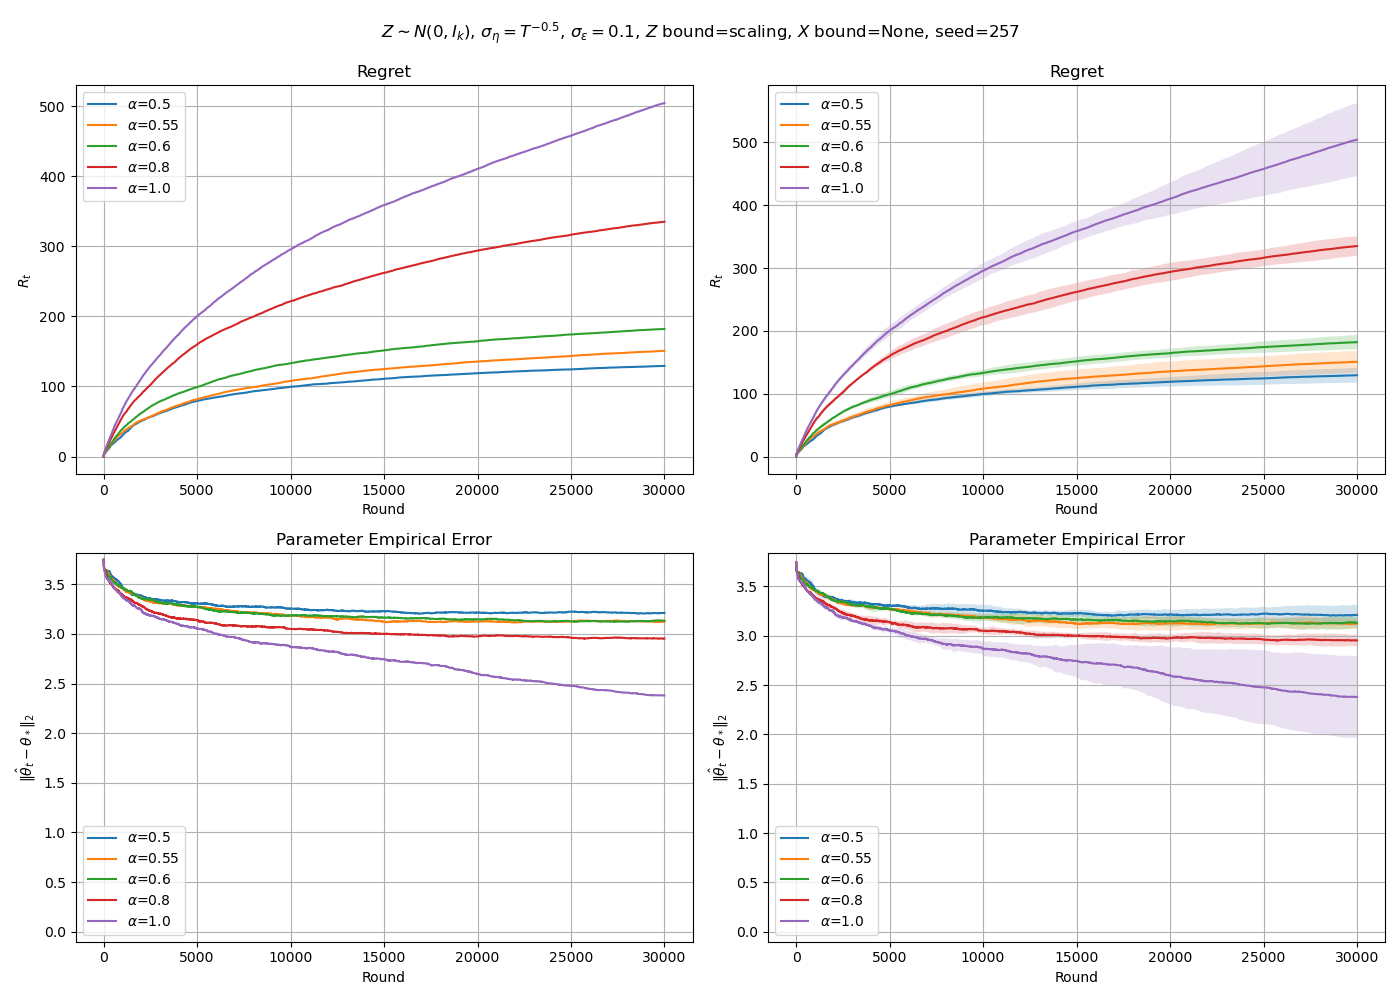 Z ∼ N(0, I_k), σ_η = T^{−0.5}, σ_ε = 0.1, Z bound=scaling, X bound=None, seed=257
Regret
R_t
500
400
300
200
100
0
α=0.5
α=0.55
α=0.6
α=0.8
α=1.0
0 5000 10000 15000 20000 25000 30000
Round
Regret
R_t
500
400
300
200
100
0
α=0.5
α=0.55
α=0.6
α=0.8
α=1.0
0 5000 10000 15000 20000 25000 30000
Round
Parameter Empirical Error
‖θ̂_t − θ_*‖_2
3.5
3.0
2.5
2.0
1.5
1.0
0.5
0.0
α=0.5
α=0.55
α=0.6
α=0.8
α=1.0
0 5000 10000 15000 20000 25000 30000
Round
Parameter Empirical Error
‖θ̂_t − θ_*‖_2
3.5
3.0
2.5
2.0
1.5
1.0
0.5
0.0
α=0.5
α=0.55
α=0.6
α=0.8
α=1.0
0 5000 10000 15000 20000 25000 30000
Round